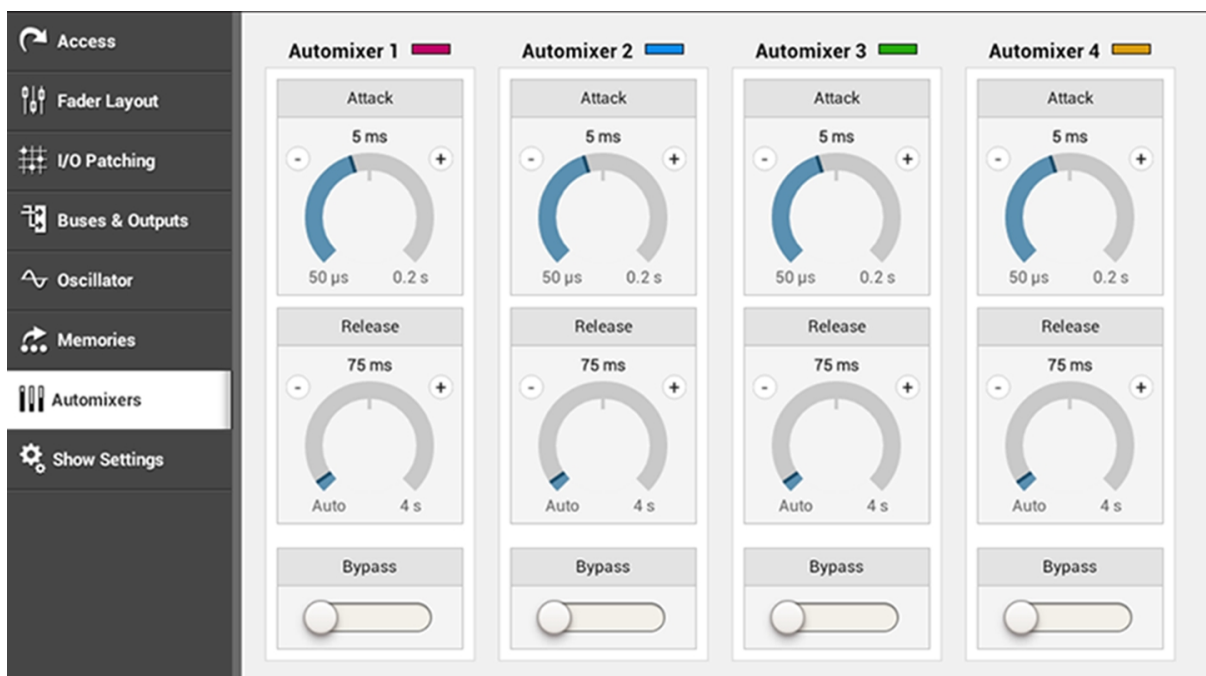 Access
Fader Layout
I/O Patching
Buses & Outputs
Oscillator
Memories
Automixers
Show Settings
Automixer 1
Attack
5 ms
- +
50 µs 0.2 s
Release
75 ms
- +
Auto 4 s
Bypass
Automixer 2
Attack
5 ms
- +
50 µs 0.2 s
Release
75 ms
- +
Auto 4 s
Bypass
Automixer 3
Attack
5 ms
- +
50 µs 0.2 s
Release
75 ms
- +
Auto 4 s
Bypass
Automixer 4
Attack
5 ms
- +
50 µs 0.2 s
Release
75 ms
- +
Auto 4 s
Bypass